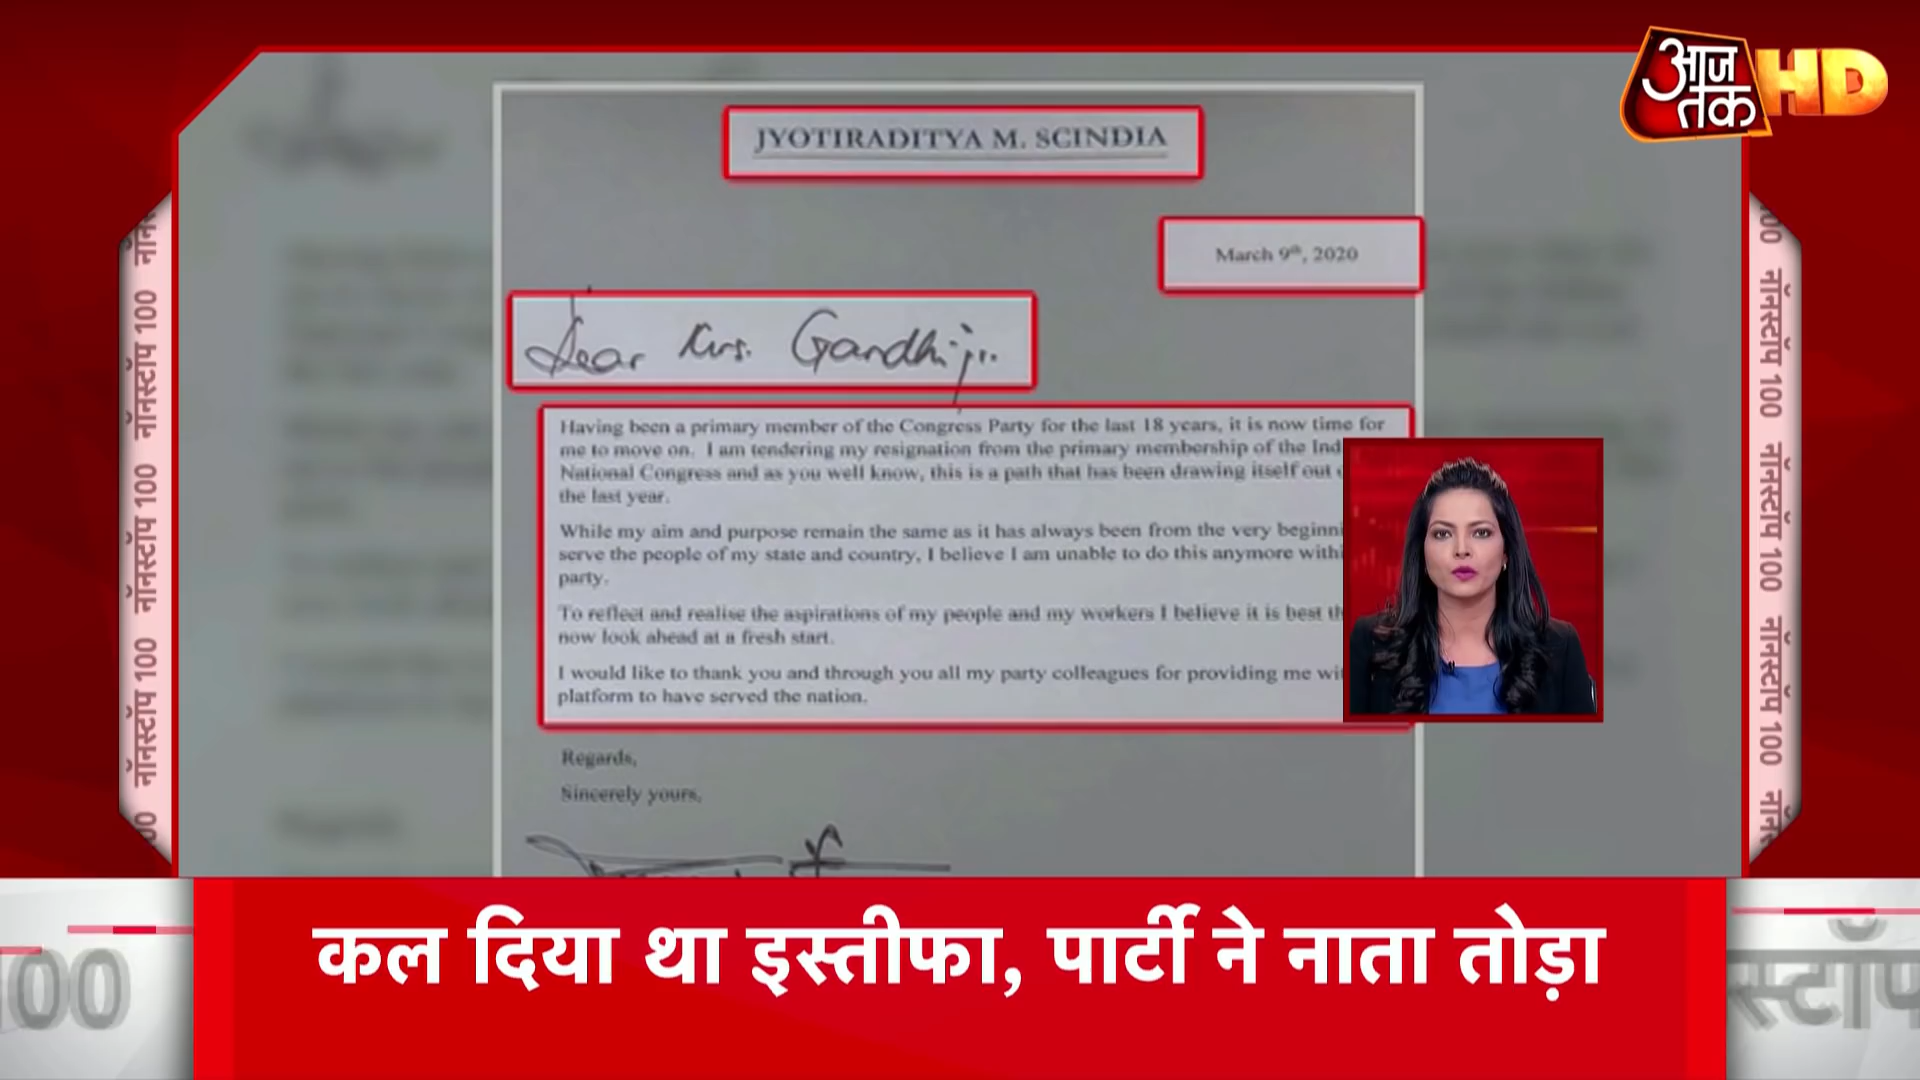 आज
तक HD
JYOTIRADITYA M. SCINDIA
March 9th, 2020
Dear Mrs. Gandhi-ji.
Having been a primary member of the Congress Party for the last 18 years, it is now time for
me to move on. I am tendering my resignation from the primary membership of the Ind
National Congress and as you well know, this is a path that has been drawing itself out
the last year.
While my aim and purpose remain the same as it has always been from the very beginni
serve the people of my state and country, I believe I am unable to do this anymore with
party.
To reflect and realise the aspirations of my people and my workers I believe it is best th
now look ahead at a fresh start.
I would like to thank you and through you all my party colleagues for providing me wi
platform to have served the nation.
Regards,
Sincerely yours,
नॉनस्टॉप 100 नॉनस्टॉप 100 नॉनस्टॉप 100
नॉनस्टॉप 100 नॉनस्टॉप 100 नॉनस्टॉप 100
कल दिया था इस्तीफा, पार्टी ने नाता तोड़ा
100
स्टॉप